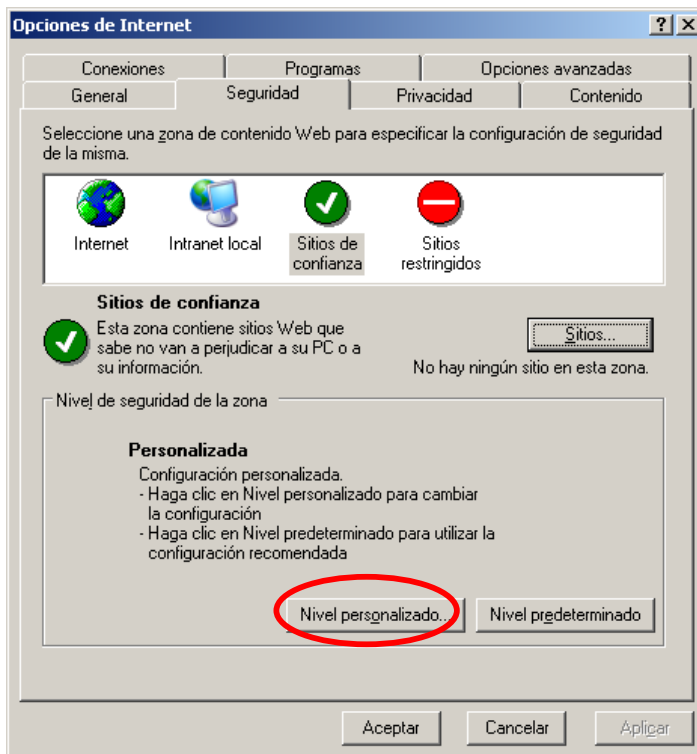 Opciones de Internet
Conexiones Programas Opciones avanzadas
General Seguridad Privacidad Contenido
Seleccione una zona de contenido Web para especificar la configuración de seguridad
de la misma.
Internet Intranet local Sitios de confianza Sitios restringidos
Sitios de confianza
Esta zona contiene sitios Web que
sabe no van a perjudicar a su PC o a
su información.
Sitios...
No hay ningún sitio en esta zona.
Nivel de seguridad de la zona
Personalizada
Configuración personalizada.
- Haga clic en Nivel personalizado para cambiar
la configuración
- Haga clic en Nivel predeterminado para utilizar la
configuración recomendada
Nivel personalizado... Nivel predeterminado
Aceptar Cancelar Aplicar